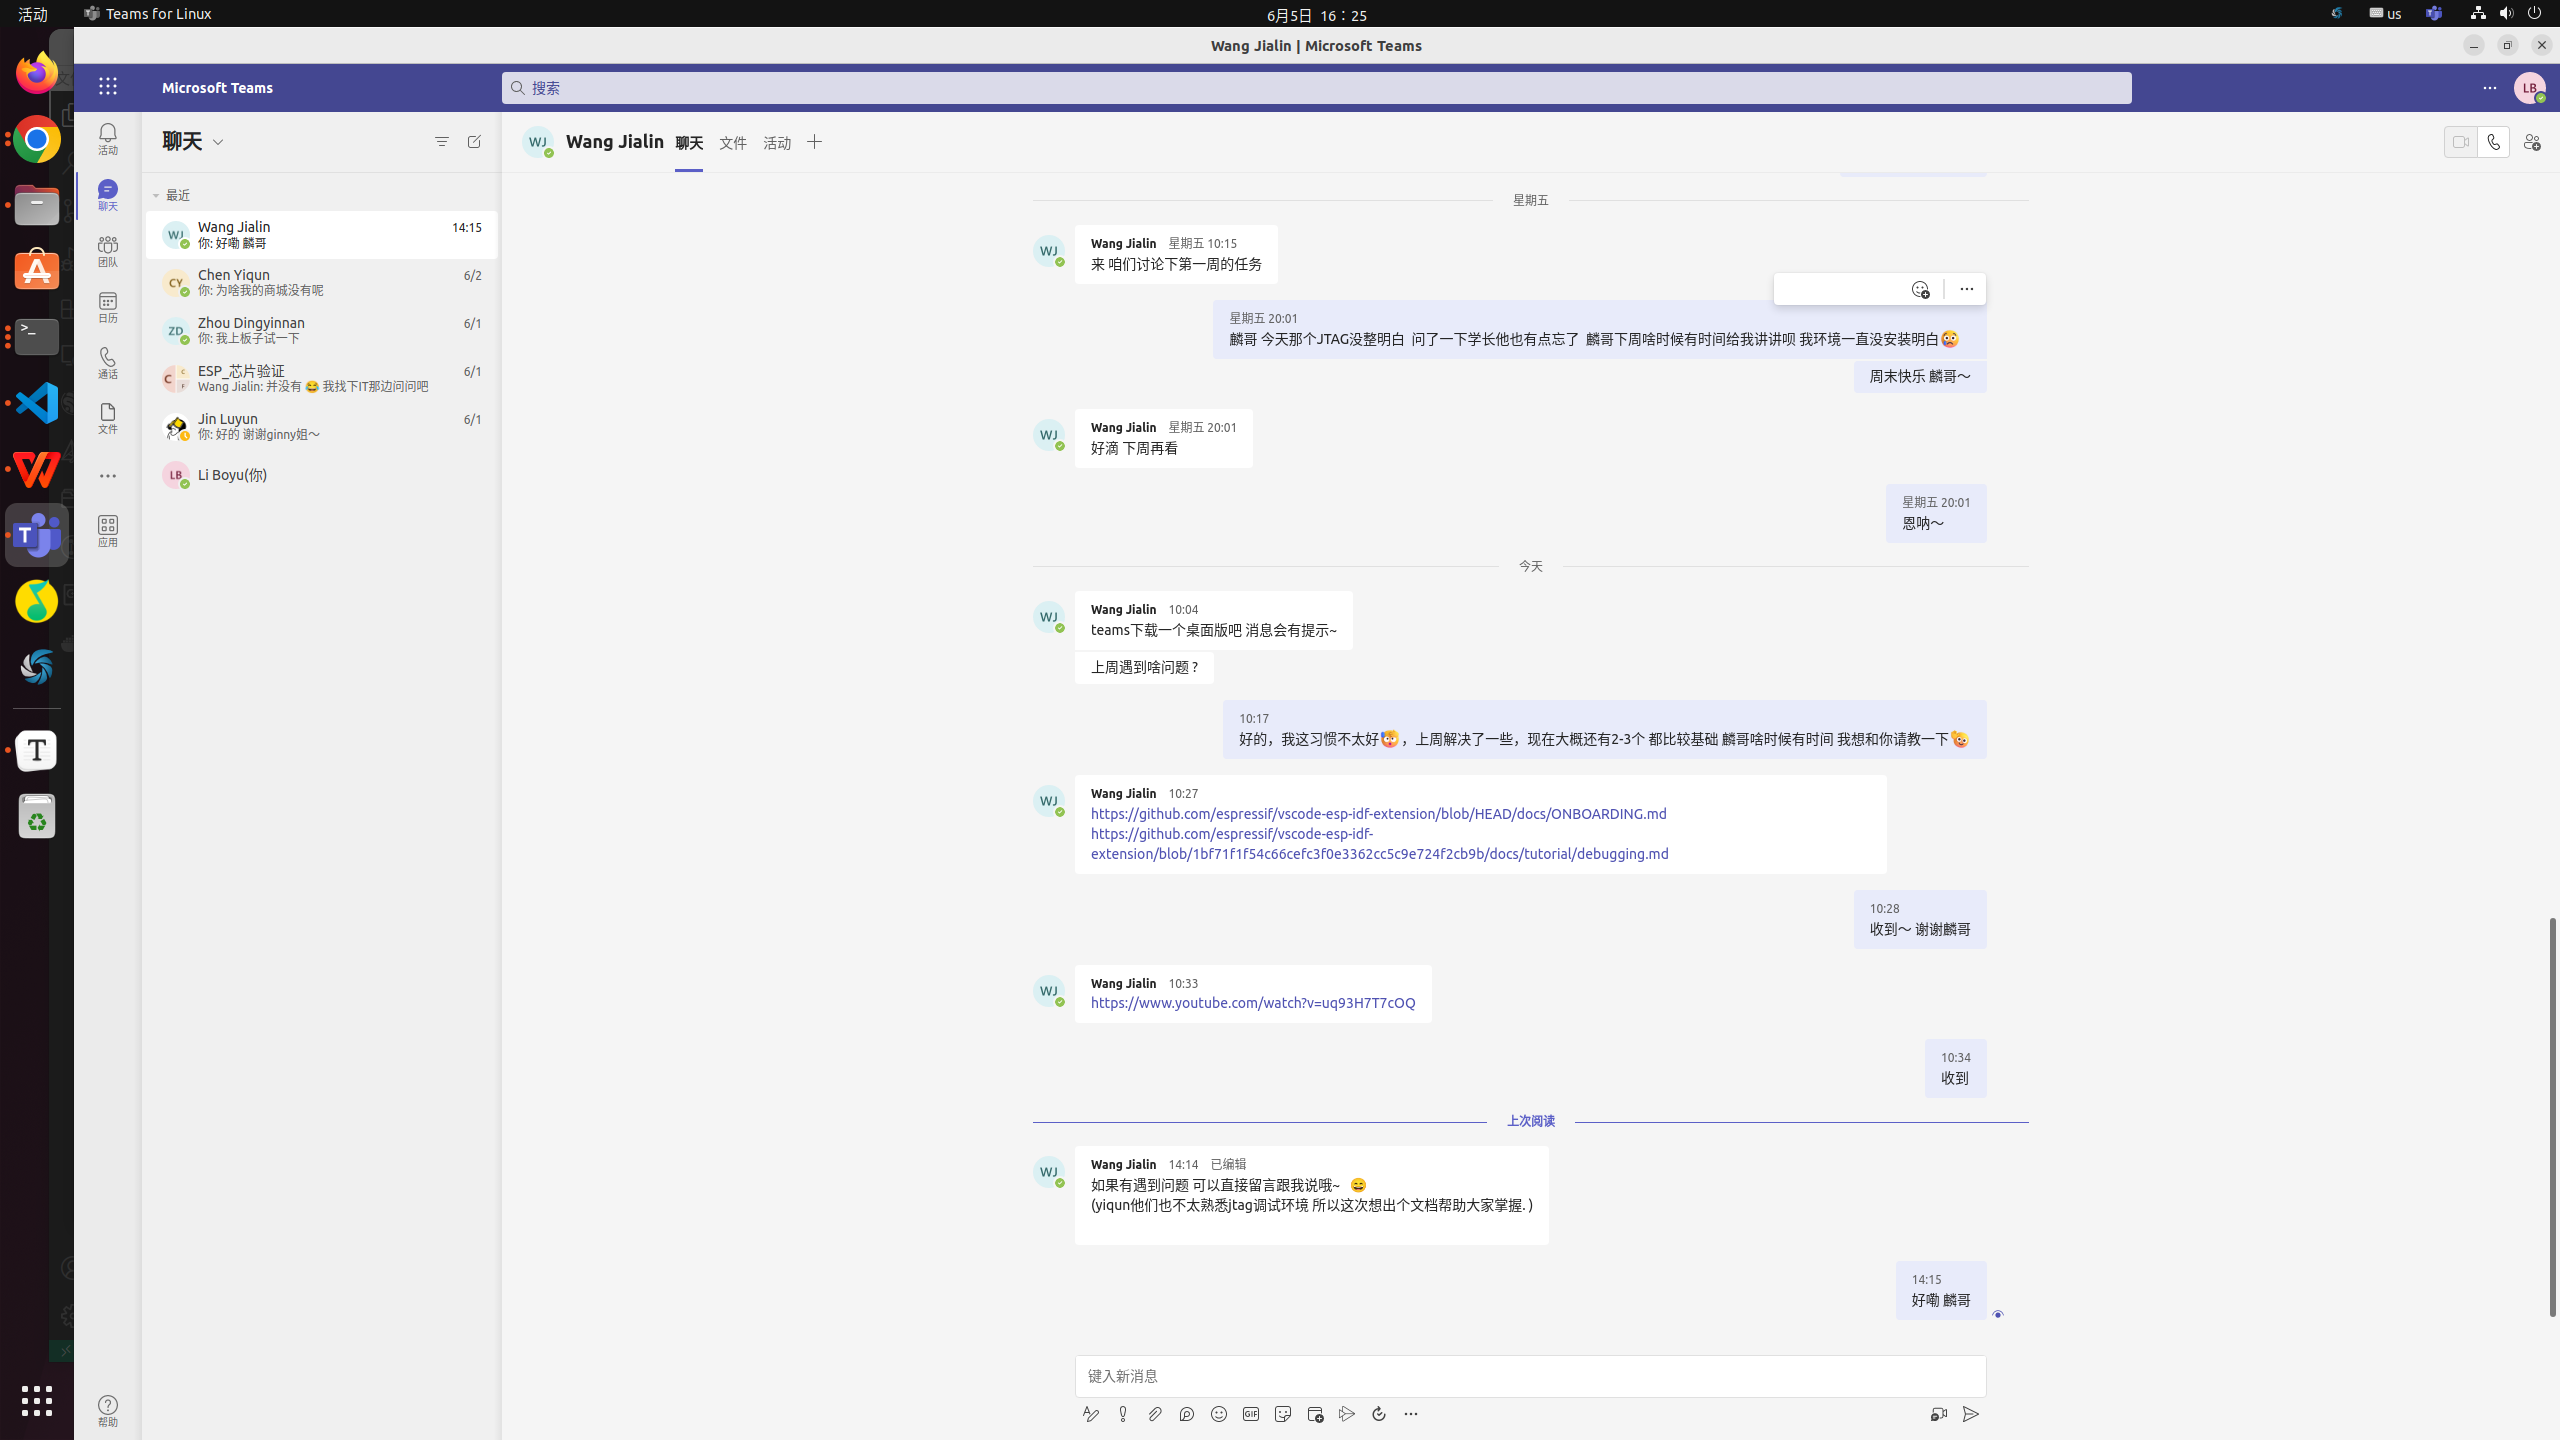 活动
Teams for Linux
6月5日 16：25
us
Wang Jialin | Microsoft Teams
Microsoft Teams
搜索
LB
活动
聊天
团队
日历
通话
文件
应用
帮助
聊天
最近
WJ
Wang Jialin
14:15
你: 好嘞 麟哥
CY
Chen Yiqun
6/2
你: 为啥我的商城没有呢
ZD
Zhou Dingyinnan
6/1
你: 我上板子试一下
C
ESP_芯片验证
6/1
Wang Jialin: 并没有 😂 我找下IT那边问问吧
Jin Luyun
6/1
你: 好的 谢谢ginny姐～
LB
Li Boyu(你)
WJ
Wang Jialin
聊天
文件
活动
星期五
WJ
Wang Jialin 星期五 10:15
来 咱们讨论下第一周的任务
星期五 20:01
麟哥 今天那个JTAG没整明白 问了一下学长他也有点忘了 麟哥下周啥时候有时间给我讲讲呗 我环境一直没安装明白😥
周末快乐 麟哥～
WJ
Wang Jialin 星期五 20:01
好滴 下周再看
星期五 20:01
恩呐～
今天
WJ
Wang Jialin 10:04
teams下载一个桌面版吧 消息会有提示~
上周遇到啥问题？
10:17
好的，我这习惯不太好🤯，上周解决了一些，现在大概还有2-3个 都比较基础 麟哥啥时候有时间 我想和你请教一下🙋
WJ
Wang Jialin 10:27
https://github.com/espressif/vscode-esp-idf-extension/blob/HEAD/docs/ONBOARDING.md
https://github.com/espressif/vscode-esp-idf-
extension/blob/1bf71f1f54c66cefc3f0e3362cc5c9e724f2cb9b/docs/tutorial/debugging.md
10:28
收到～ 谢谢麟哥
WJ
Wang Jialin 10:33
https://www.youtube.com/watch?v=uq93H7T7cOQ
10:34
收到
上次阅读
WJ
Wang Jialin 14:14 已编辑
如果有遇到问题 可以直接留言跟我说哦~ 😄
(yiqun他们也不太熟悉jtag调试环境 所以这次想出个文档帮助大家掌握. )
14:15
好嘞 麟哥
键入新消息
GIF